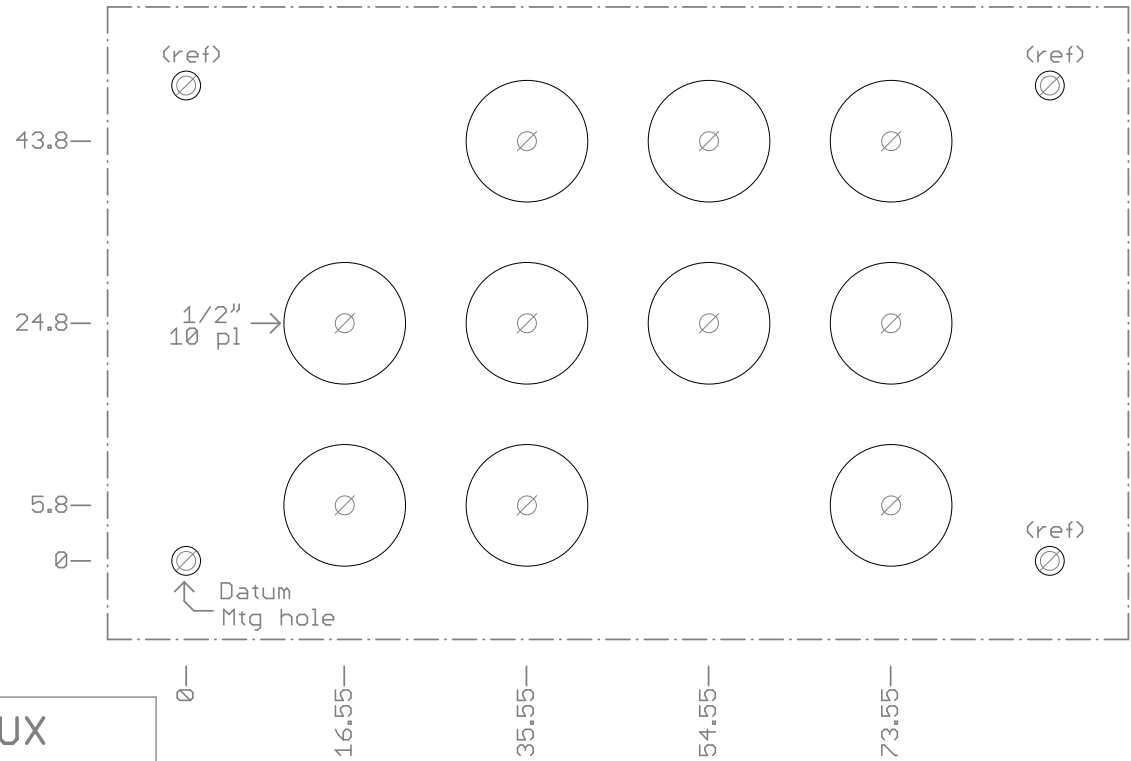 (ref)
(ref)
43.8
24.8
1/2"
10 pl
5.8
(ref)
0
Datum
Mtg hole
0
16.55
35.55
54.55
73.55
UX